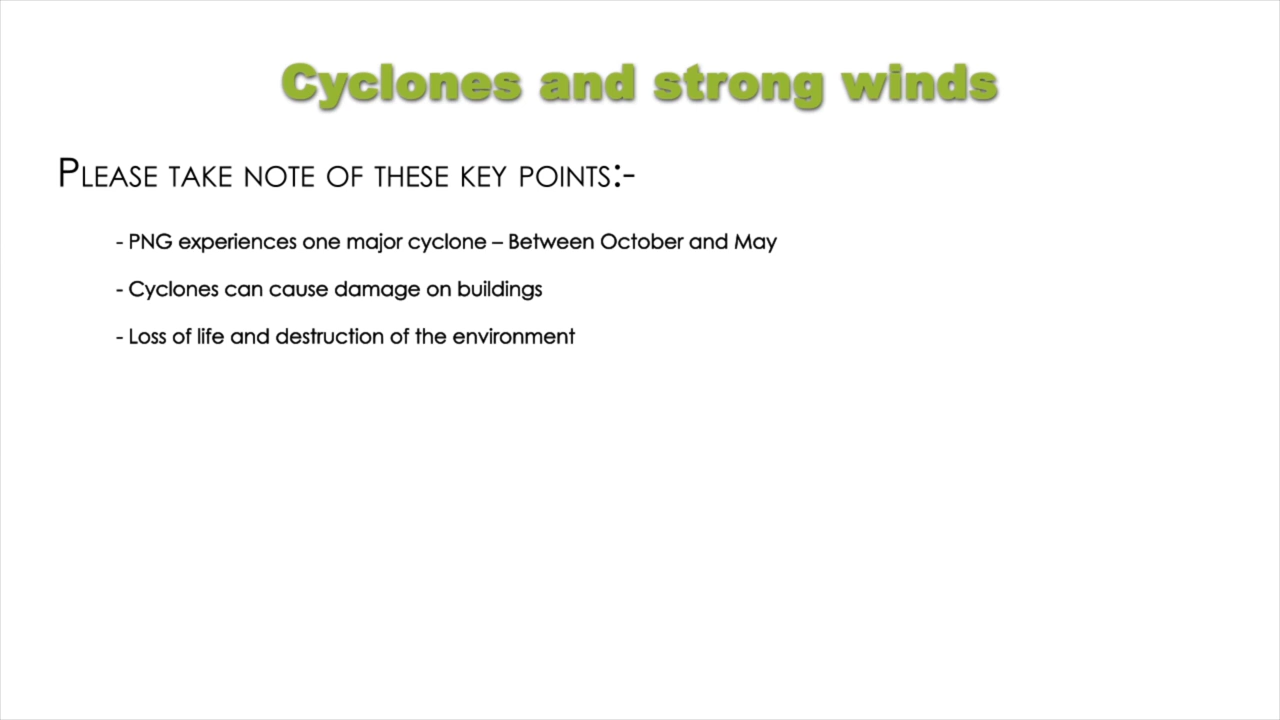 Cyclones and strong winds
Please take note of these key points:-
- PNG experiences one major cyclone – Between October and May
- Cyclones can cause damage on buildings
- Loss of life and destruction of the environment